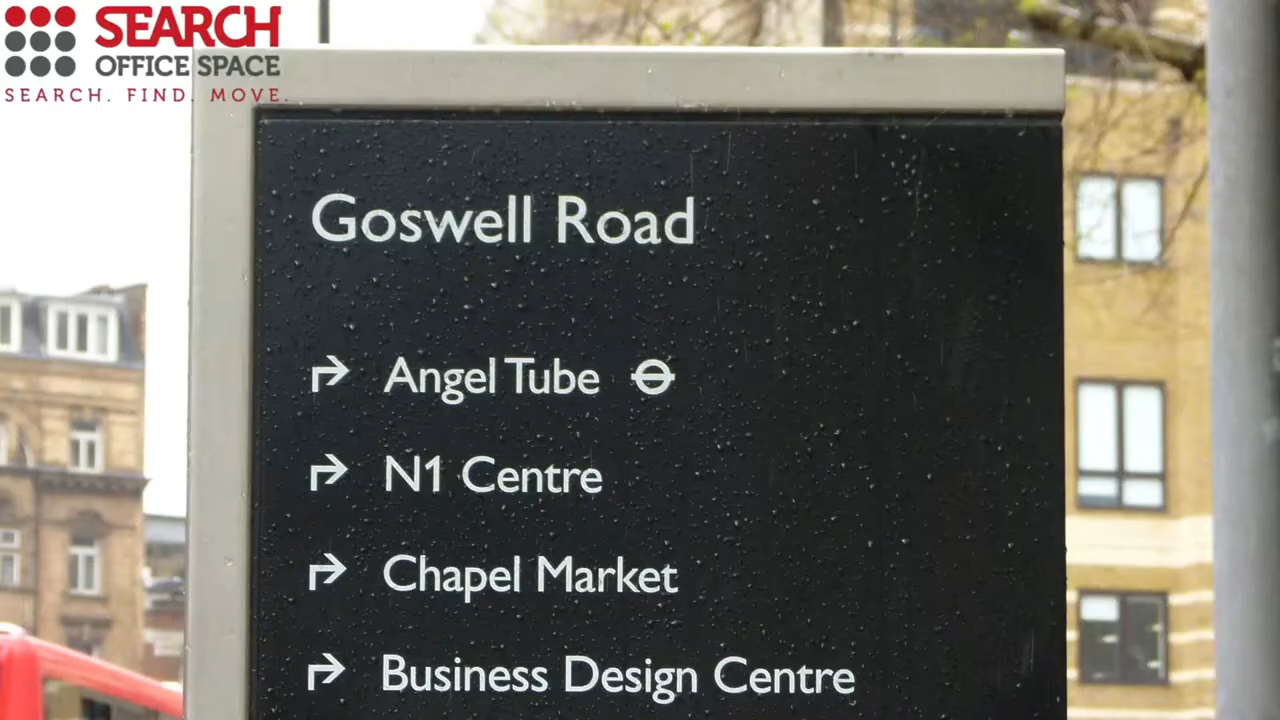 SEARCH
OFFICE SPACE
SEARCH. FIND. MOVE.
Goswell Road
Angel Tube
N1 Centre
Chapel Market
Business Design Centre